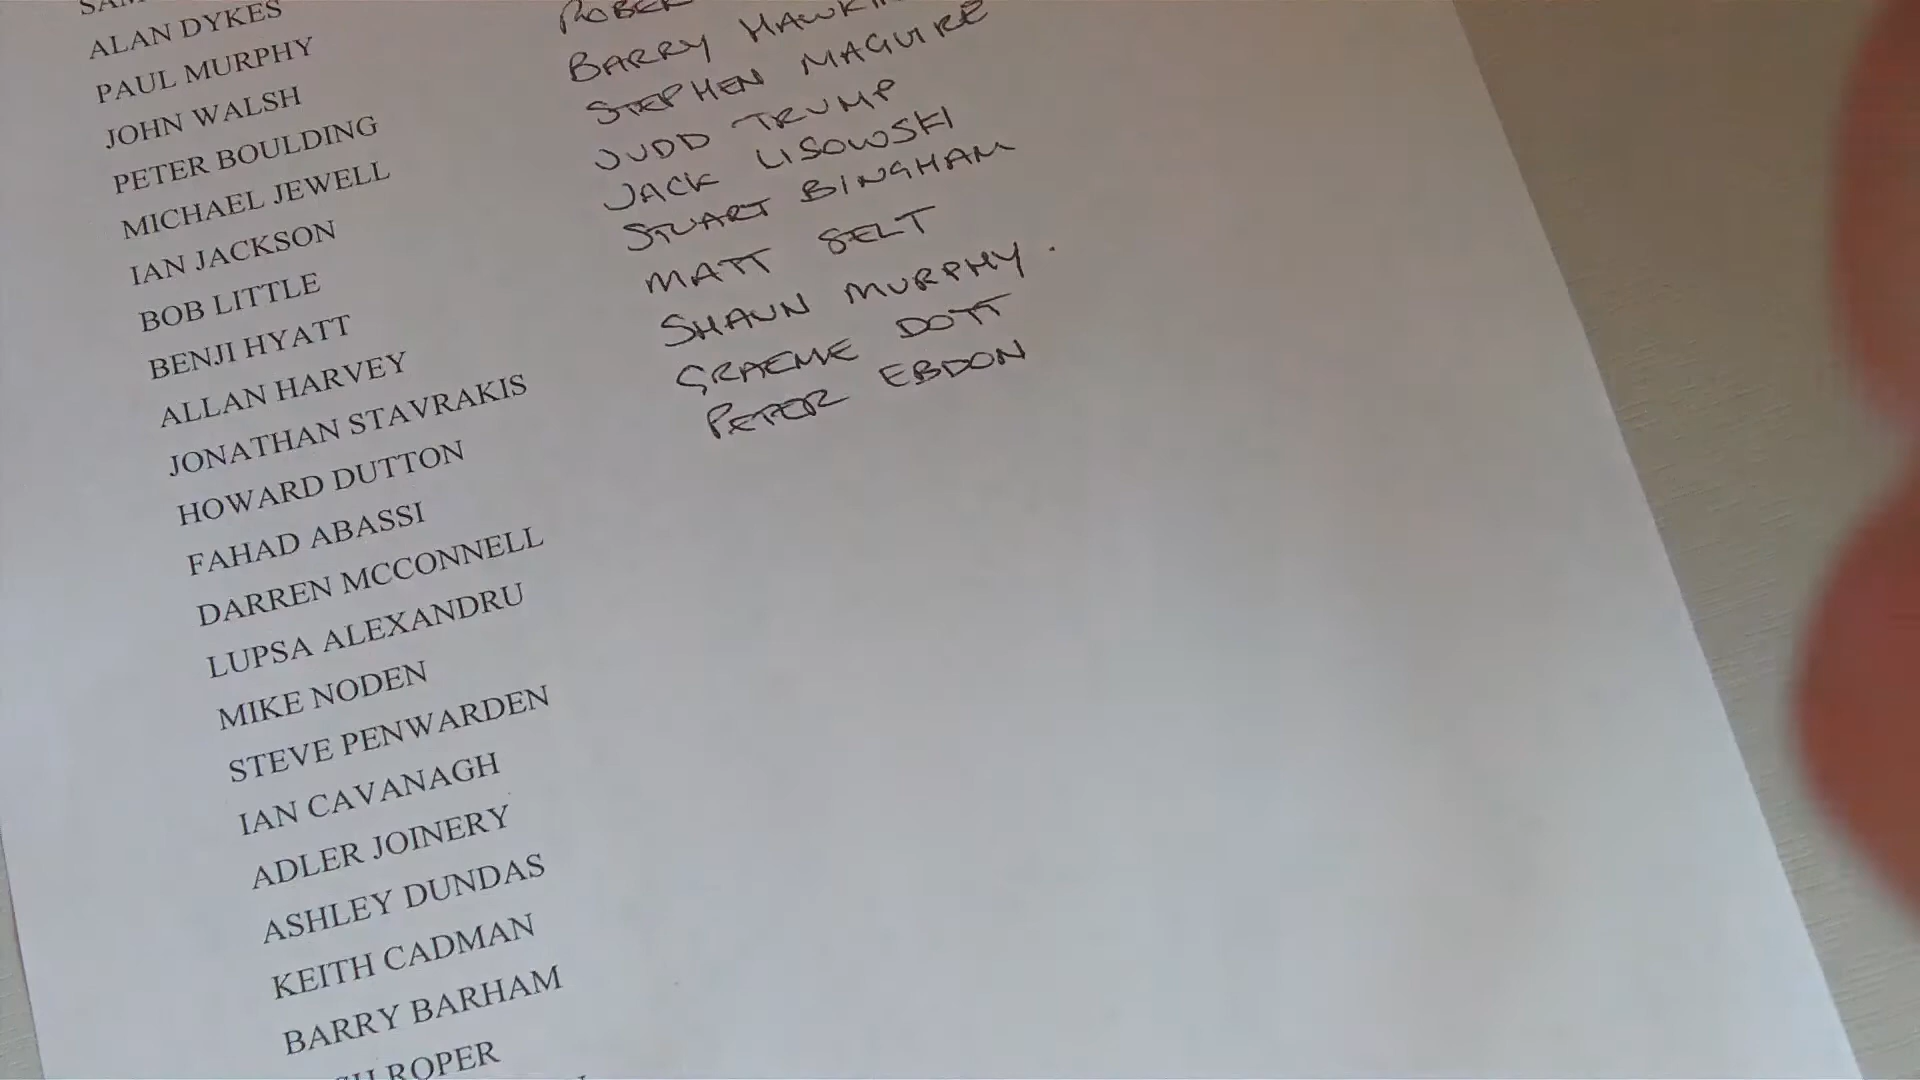 ALAN DYKES
PAUL MURPHY
JOHN WALSH
PETER BOULDING
MICHAEL JEWELL
IAN JACKSON
BOB LITTLE
BENJI HYATT
ALLAN HARVEY
JONATHAN STAVRAKIS
HOWARD DUTTON
FAHAD ABASSI
DARREN MCCONNELL
LUPSA ALEXANDRU
MIKE NODEN
STEVE PENWARDEN
IAN CAVANAGH
ADLER JOINERY
ASHLEY DUNDAS
KEITH CADMAN
BARRY BARHAM
ROPER
BARRY
STEPHEN MAGUIRE
JUDD TRUMP
JACK LISOWSKI
STUART BINGHAM
MATT SELT
SHAUN MURPHY.
GRAEME DOTT
PETER EBDON